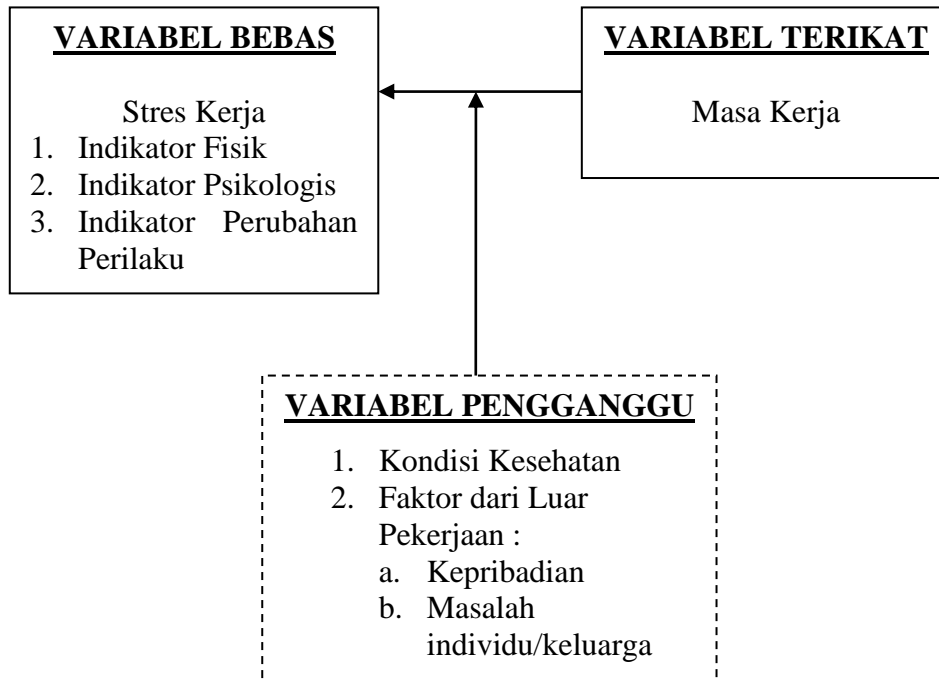 VARIABEL BEBAS
Stres Kerja
1. Indikator Fisik
2. Indikator Psikologis
3. Indikator Perubahan
Perilaku
VARIABEL TERIKAT
Masa Kerja
VARIABEL PENGGANGGU
1. Kondisi Kesehatan
2. Faktor dari Luar
Pekerjaan :
a. Kepribadian
b. Masalah
individu/keluarga